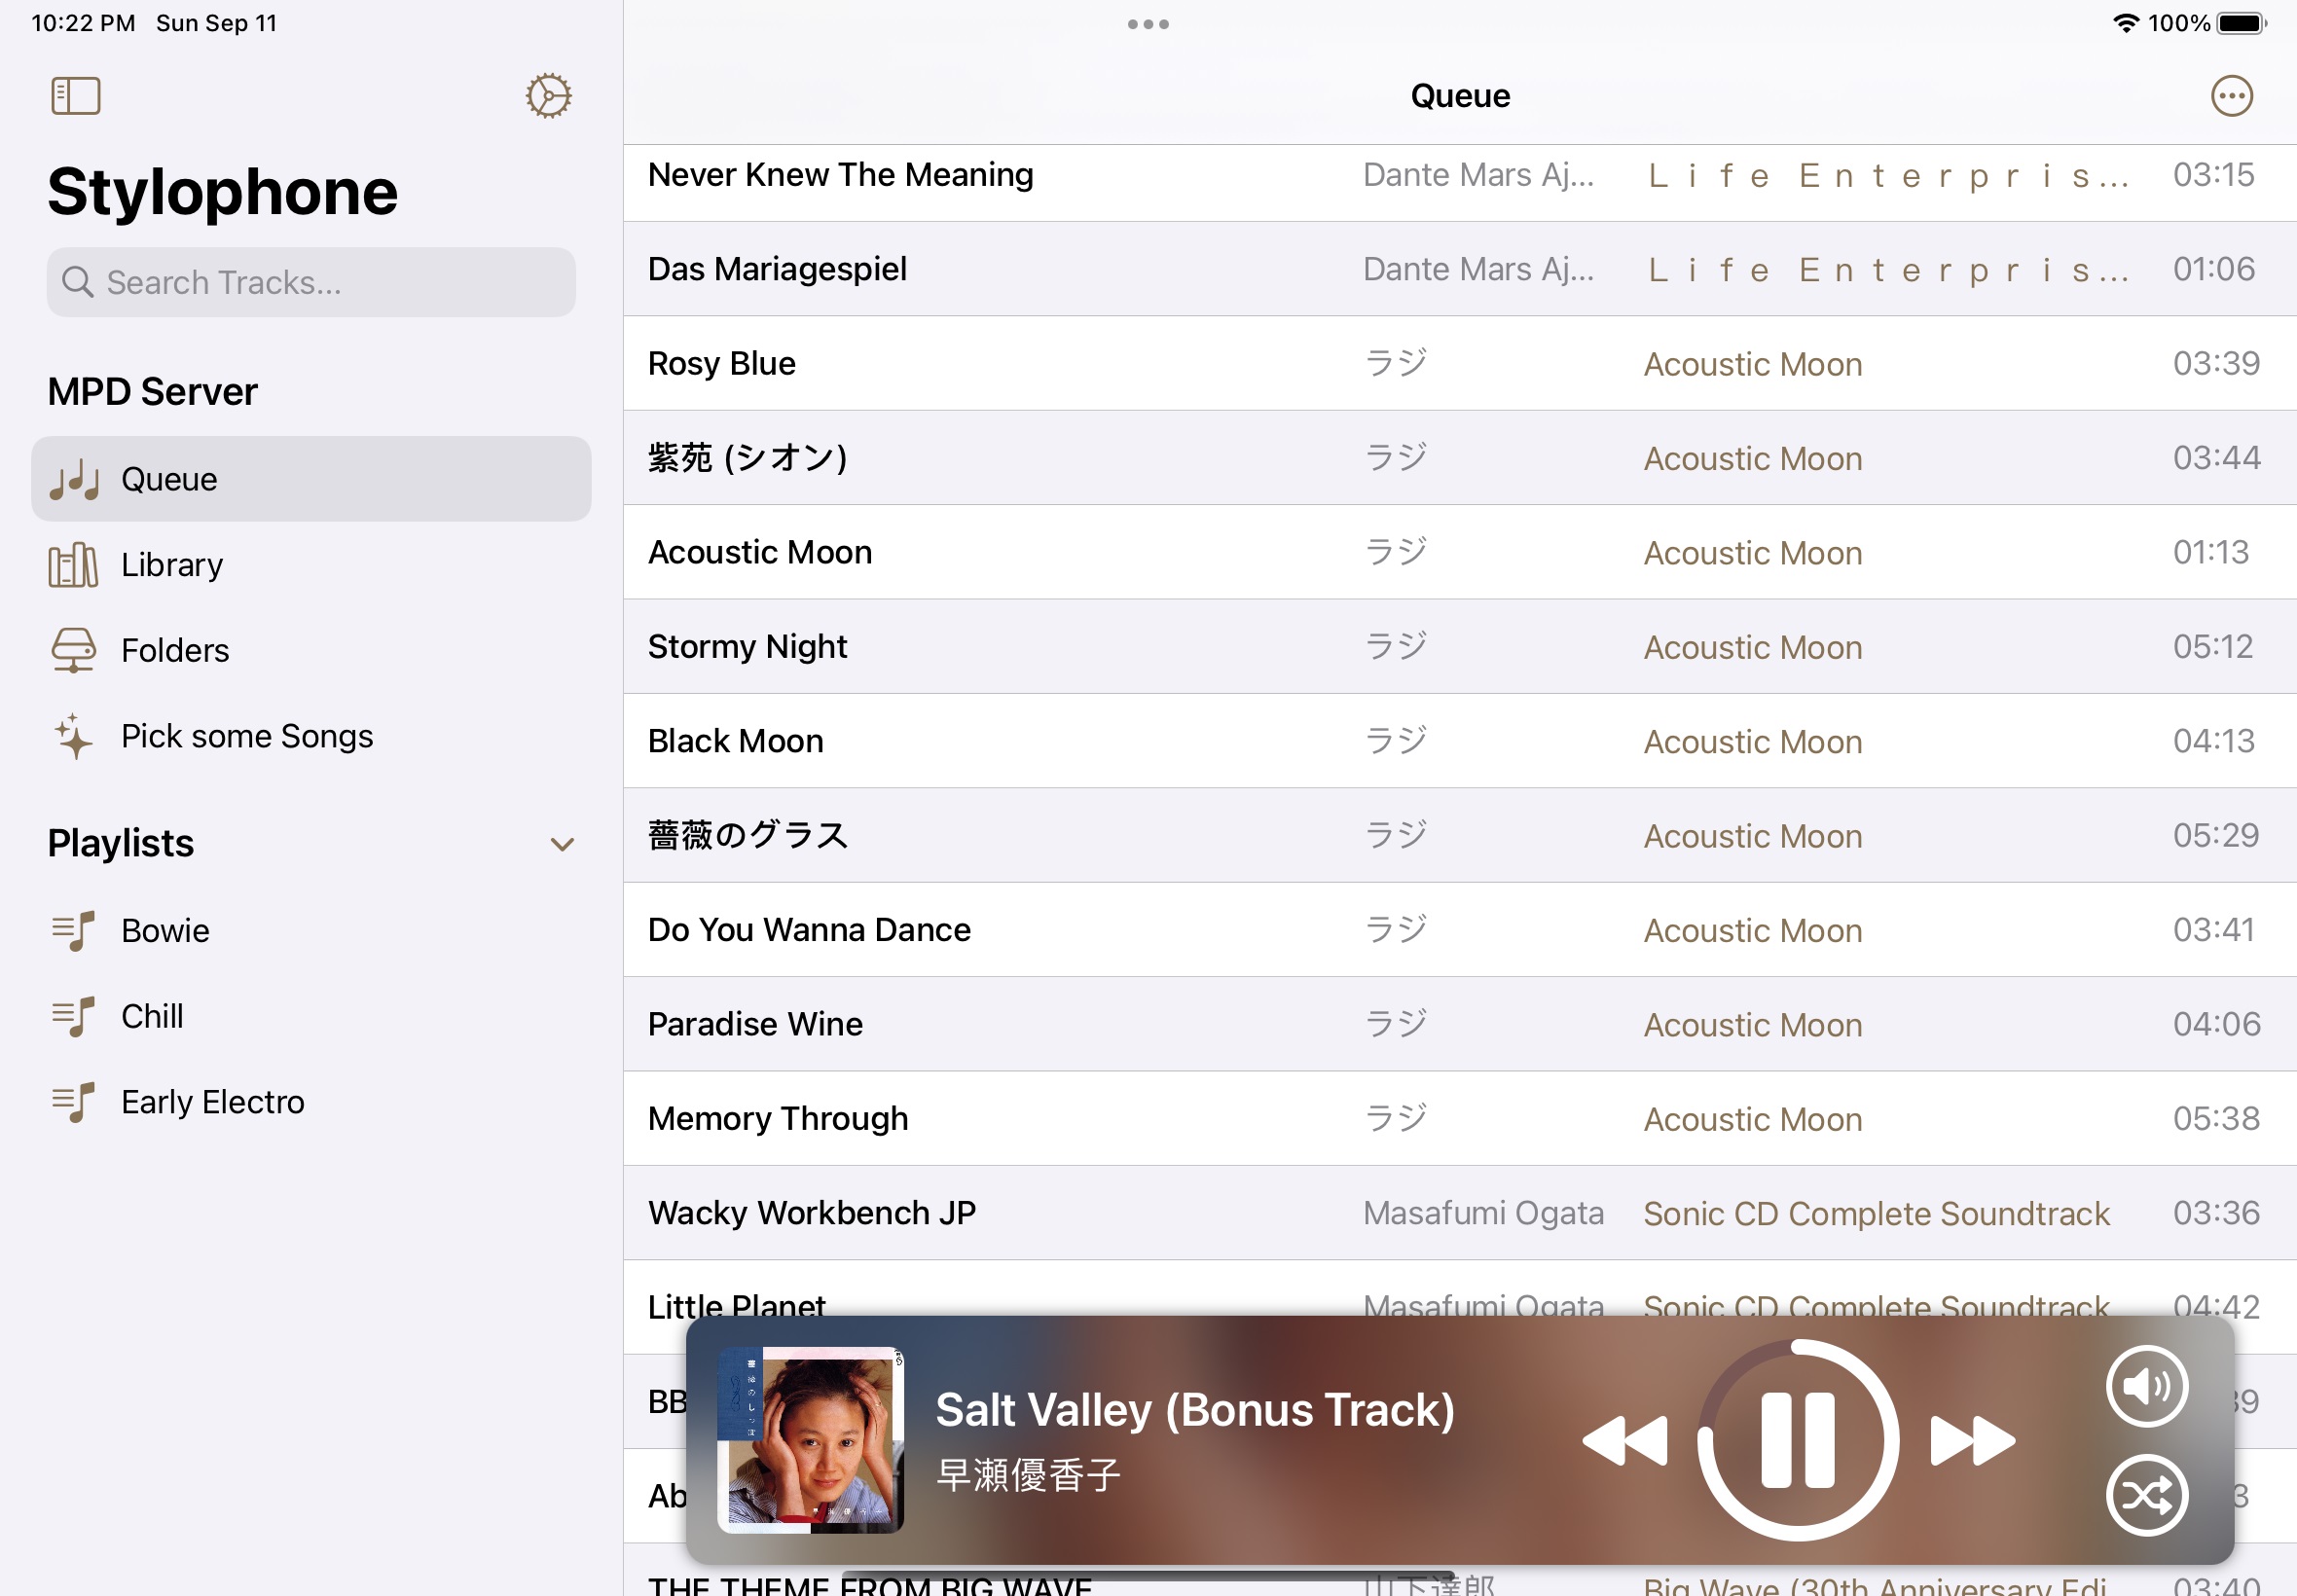 10:22 PM Sun Sep 11
100%
Stylophone
Search Tracks...
MPD Server
Queue
Library
Folders
Pick some Songs
Playlists
Bowie
Chill
Early Electro
Queue
Never Knew The Meaning Dante Mars Aj... Ｌｉｆｅ Ｅｎｔｅｒｐｒｉｓ... 03:15
Das Mariagespiel Dante Mars Aj... Ｌｉｆｅ Ｅｎｔｅｒｐｒｉｓ... 01:06
Rosy Blue ラジ Acoustic Moon 03:39
紫苑 (シオン) ラジ Acoustic Moon 03:44
Acoustic Moon ラジ Acoustic Moon 01:13
Stormy Night ラジ Acoustic Moon 05:12
Black Moon ラジ Acoustic Moon 04:13
薔薇のグラス ラジ Acoustic Moon 05:29
Do You Wanna Dance ラジ Acoustic Moon 03:41
Paradise Wine ラジ Acoustic Moon 04:06
Memory Through ラジ Acoustic Moon 05:38
Wacky Workbench JP Masafumi Ogata Sonic CD Complete Soundtrack 03:36
Little Planet Masafumi Ogata Sonic CD Complete Soundtrack 04:42
Salt Valley (Bonus Track)
早瀬優香子
THE THEME FROM BIG WAVE 山下達郎 Big Wave (30th Anniversary Edi... 03:40